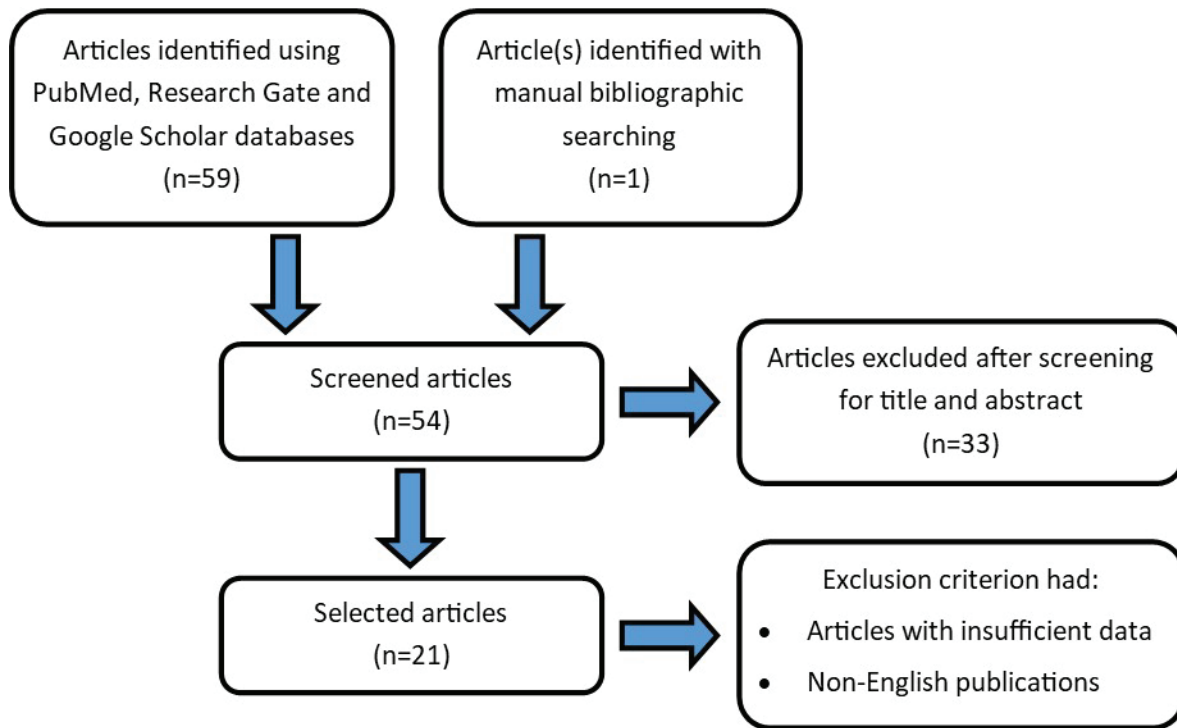 Articles identified using
PubMed, Research Gate and
Google Scholar databases
(n=59)
Article(s) identified with
manual bibliographic
searching
(n=1)
Screened articles
(n=54)
Articles excluded after screening
for title and abstract
(n=33)
Selected articles
(n=21)
Exclusion criterion had:
• Articles with insufficient data
• Non-English publications